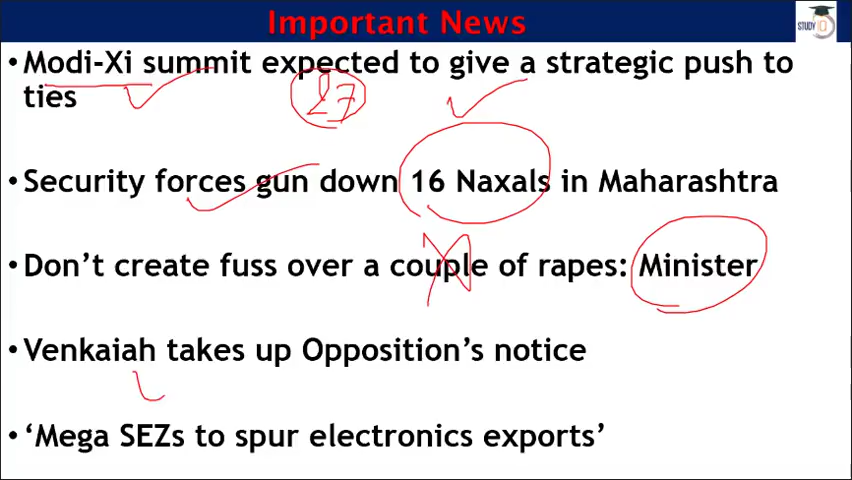 Important News
STUDY IQ
•Modi-Xi summit expected to give a strategic push to
ties
27
•Security forces gun down 16 Naxals in Maharashtra
•Don’t create fuss over a couple of rapes: Minister
•Venkaiah takes up Opposition’s notice
•‘Mega SEZs to spur electronics exports’